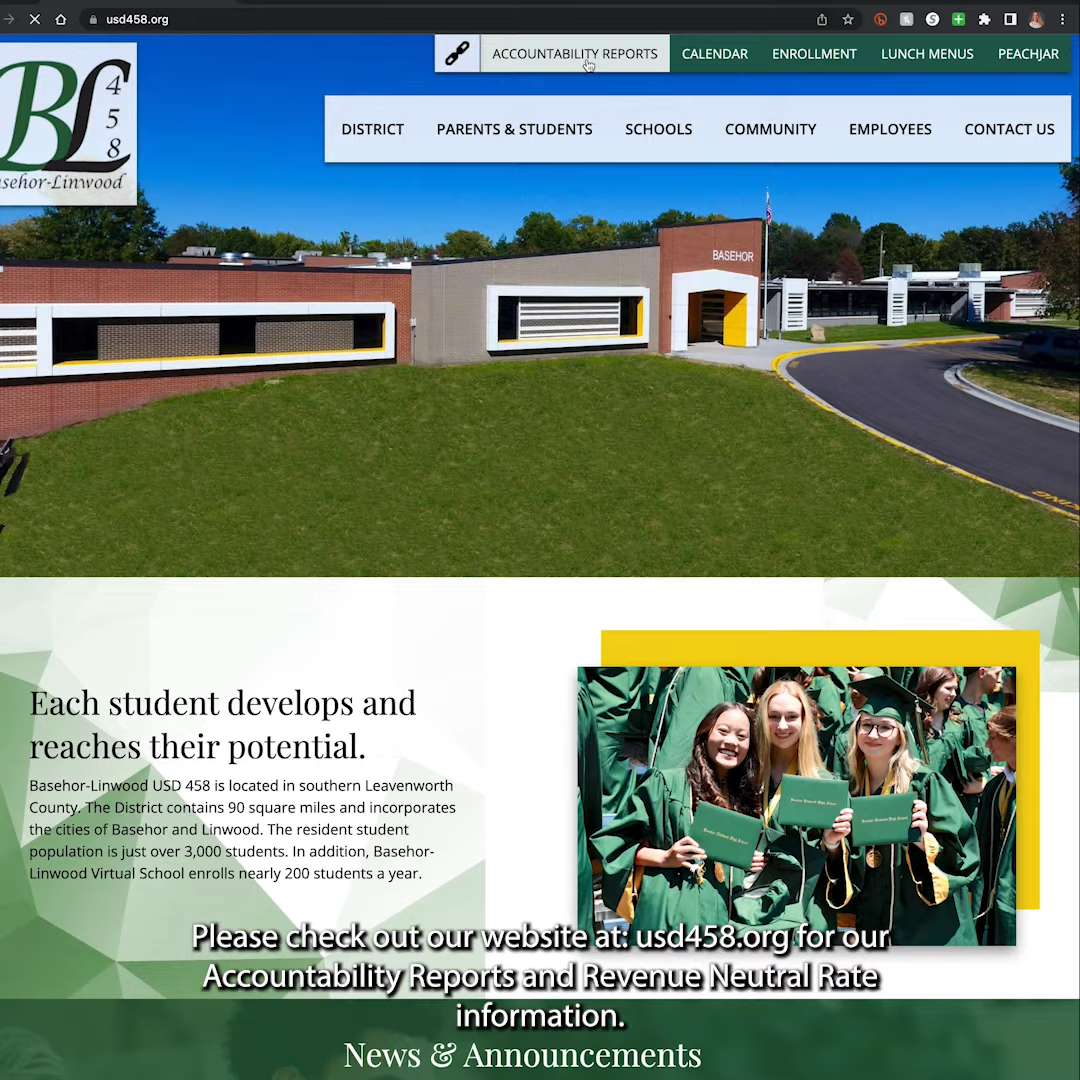 usd458.org
ACCOUNTABILITY REPORTS
CALENDAR
ENROLLMENT
LUNCH MENUS
PEACHJAR
BL
4
5
8
DISTRICT
PARENTS & STUDENTS
SCHOOLS
COMMUNITY
EMPLOYEES
CONTACT US
BASEHOR
Each student develops and
reaches their potential.
Basehor-Linwood USD 458 is located in southern Leavenworth
County. The District contains 90 square miles and incorporates
the cities of Basehor and Linwood. The resident student
population is just over 3,000 students. In addition, Basehor-
Linwood Virtual School enrolls nearly 200 students a year.
Please check out our website at: usd458.org for our
Accountability Reports and Revenue Neutral Rate
information.
News & Announcements